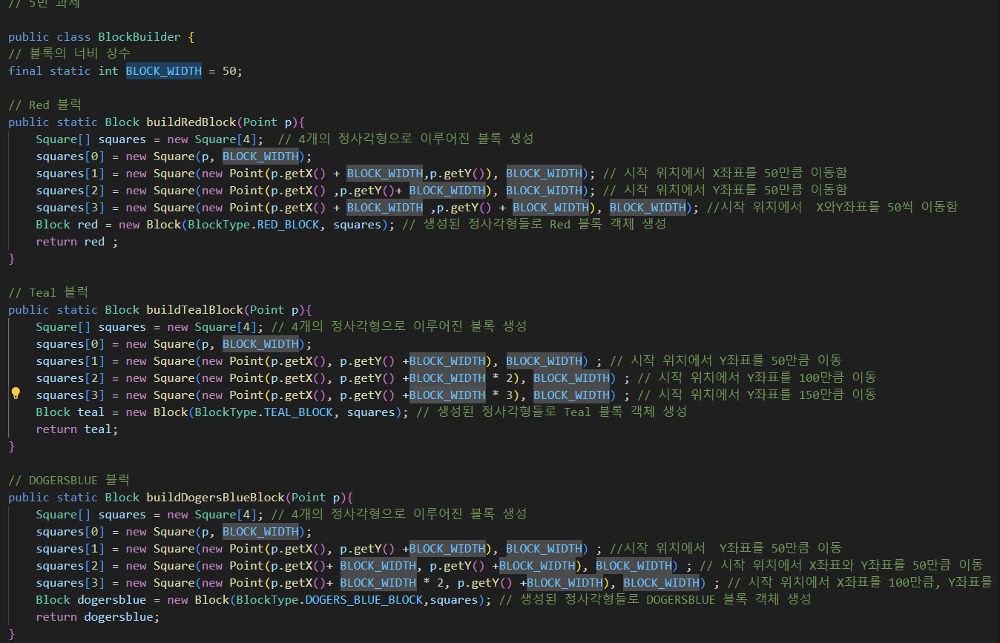 // 5번 과제
public class BlockBuilder {
// 블록의 너비 상수
final static int BLOCK_WIDTH = 50;
// Red 블럭
public static Block buildRedBlock(Point p){
Square[] squares = new Square[4];  // 4개의 정사각형으로 이루어진 블록 생성
squares[0] = new Square(p, BLOCK_WIDTH);
squares[1] = new Square(new Point(p.getX() + BLOCK_WIDTH,p.getY()), BLOCK_WIDTH); // 시작 위치에서 X좌표를 50만큼 이동함
squares[2] = new Square(new Point(p.getX() ,p.getY()+ BLOCK_WIDTH), BLOCK_WIDTH); // 시작 위치에서 Y좌표를 50만큼 이동함
squares[3] = new Square(new Point(p.getX() + BLOCK_WIDTH ,p.getY() + BLOCK_WIDTH), BLOCK_WIDTH); //시작 위치에서  X와Y좌표를 50씩 이동함
Block red = new Block(BlockType.RED_BLOCK, squares); // 생성된 정사각형들로 Red 블록 객체 생성
return red ;
}
// Teal 블럭
public static Block buildTealBlock(Point p){
Square[] squares = new Square[4]; // 4개의 정사각형으로 이루어진 블록 생성
squares[0] = new Square(p, BLOCK_WIDTH);
squares[1] = new Square(new Point(p.getX(), p.getY() +BLOCK_WIDTH), BLOCK_WIDTH) ; // 시작 위치에서 Y좌표를 50만큼 이동
squares[2] = new Square(new Point(p.getX(), p.getY() +BLOCK_WIDTH * 2), BLOCK_WIDTH) ; // 시작 위치에서 Y좌표를 100만큼 이동
squares[3] = new Square(new Point(p.getX(), p.getY() +BLOCK_WIDTH * 3), BLOCK_WIDTH) ; // 시작 위치에서 Y좌표를 150만큼 이동
Block teal = new Block(BlockType.TEAL_BLOCK, squares); // 생성된 정사각형들로 Teal 블록 객체 생성
return teal;
}
// DOGERSBLUE 블럭
public static Block buildDogersBlueBlock(Point p){
Square[] squares = new Square[4]; // 4개의 정사각형으로 이루어진 블록 생성
squares[0] = new Square(p, BLOCK_WIDTH);
squares[1] = new Square(new Point(p.getX(), p.getY() +BLOCK_WIDTH), BLOCK_WIDTH) ; //시작 위치에서  Y좌표를 50만큼 이동
squares[2] = new Square(new Point(p.getX()+ BLOCK_WIDTH, p.getY() +BLOCK_WIDTH), BLOCK_WIDTH) ; // 시작 위치에서 X좌표와 Y좌표를 50만큼 이동
squares[3] = new Square(new Point(p.getX()+ BLOCK_WIDTH * 2, p.getY() +BLOCK_WIDTH), BLOCK_WIDTH) ; // 시작 위치에서 X좌표를 100만큼, Y좌표를
Block dogersblue = new Block(BlockType.DOGERS_BLUE_BLOCK,squares); // 생성된 정사각형들로 DOGERSBLUE 블록 객체 생성
return dogersblue;
}